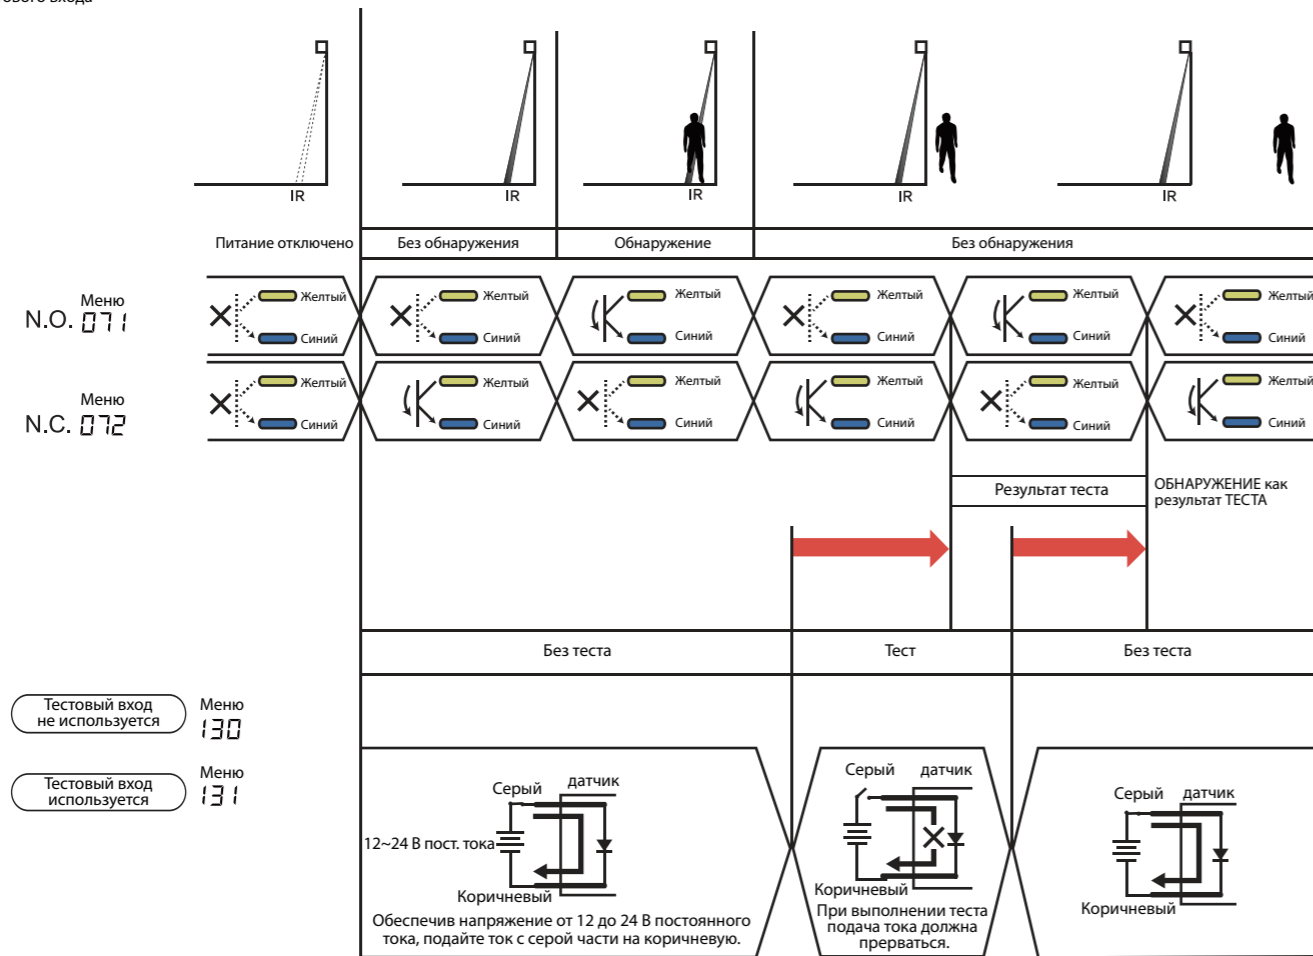 ового входа
IR
IR
IR
IR
IR
Питание отключено
Без обнаружения
Обнаружение
Без обнаружения
N.O.
Меню
071
Желтый
Синий
Желтый
Синий
Желтый
Синий
Желтый
Синий
Желтый
Синий
Желтый
Синий
N.C.
Меню
072
Желтый
Синий
Желтый
Синий
Желтый
Синий
Желтый
Синий
Желтый
Синий
Желтый
Синий
Результат теста
ОБНАРУЖЕНИЕ как
результат ТЕСТА
Без теста
Тест
Без теста
Тестовый вход
не используется
Меню
130
Тестовый вход
используется
Меню
131
Серый
датчик
12~24 В пост. тока
Коричневый
Обеспечив напряжение от 12 до 24 В постоянного
тока, подайте ток с серой части на коричневую.
Серый
датчик
Коричневый
При выполнении теста
подача тока должна
прерваться.
Серый
датчик
Коричневый